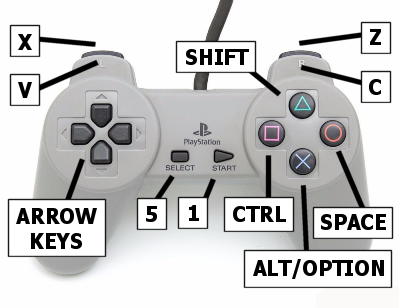 X
Z
SHIFT
V
L
R
C
PlayStation
SELECT
START
ARROW
KEYS
5
1
CTRL
SPACE
ALT/OPTION